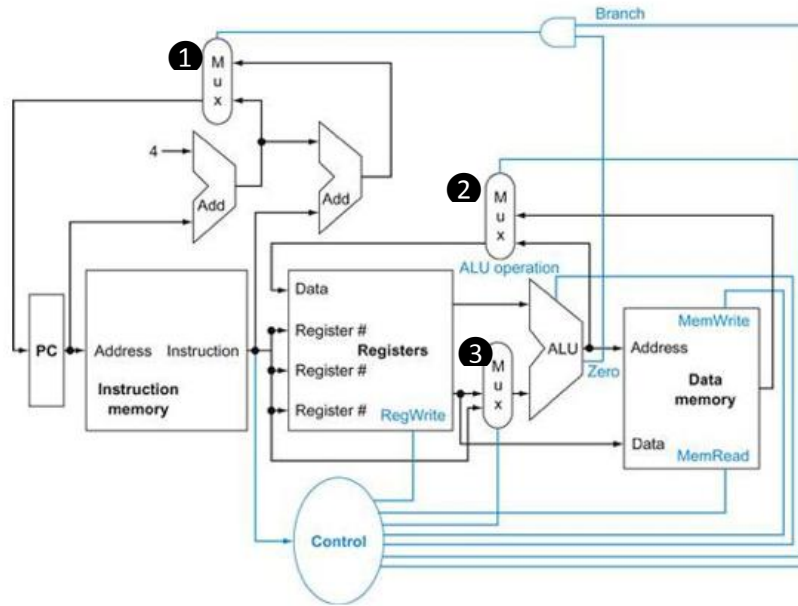 Branch
1
M
u
x
4
Add
Add
2
M
u
x
ALU operation
Data
Register #
Register #
Register #
Registers
RegWrite
3
M
u
x
ALU
Zero
MemWrite
Address
Data
memory
Data
MemRead
PC
Address
Instruction
Instruction
memory
Control